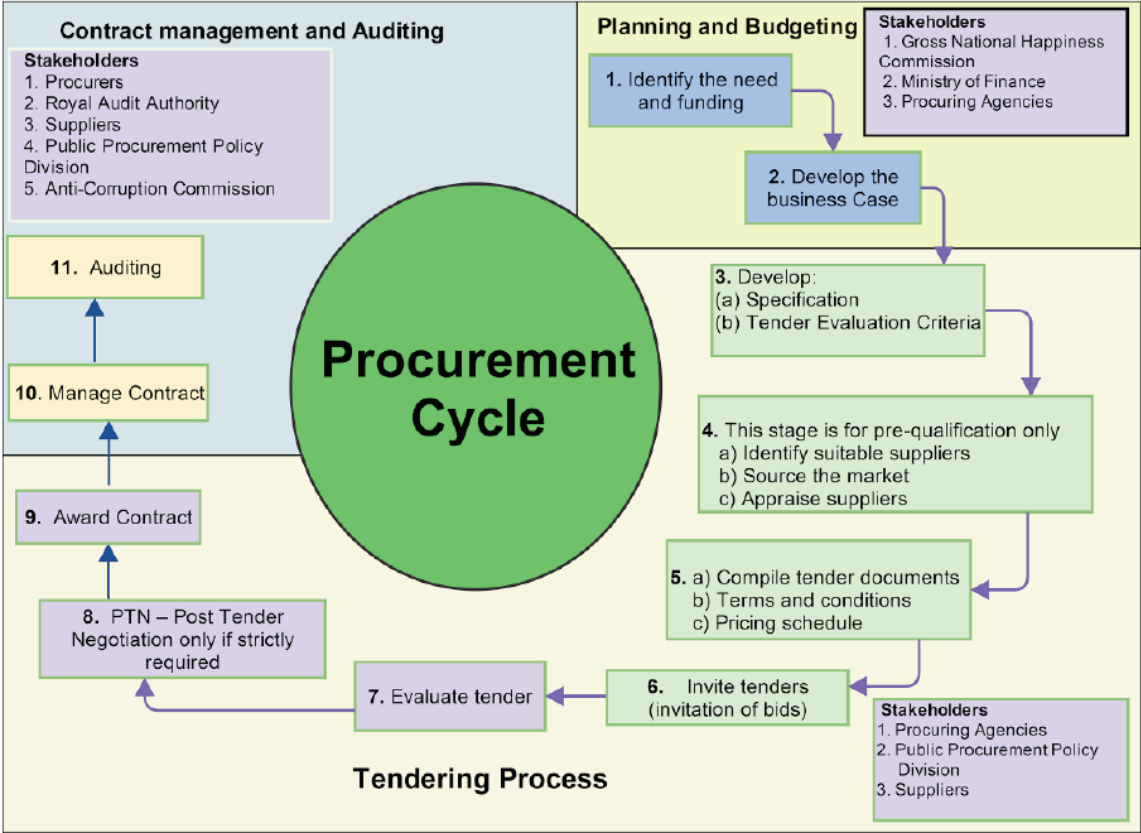 Contract management and Auditing
Stakeholders
1. Procurers
2. Royal Audit Authority
3. Suppliers
4. Public Procurement Policy
Division
5. Anti-Corruption Commission
Planning and Budgeting
Stakeholders
1. Gross National Happiness
Commission
2. Ministry of Finance
3. Procuring Agencies
1. Identify the need
and funding
2. Develop the
business Case
3. Develop:
(a) Specification
(b) Tender Evaluation Criteria
4. This stage is for pre-qualification only
a) Identify suitable suppliers
b) Source the market
c) Appraise suppliers
5. a) Compile tender documents
b) Terms and conditions
c) Pricing schedule
6. Invite tenders
(invitation of bids)
7. Evaluate tender
8. PTN – Post Tender
Negotiation only if strictly
required
9. Award Contract
10. Manage Contract
11. Auditing
Procurement
Cycle
Tendering Process
Stakeholders
1. Procuring Agencies
2. Public Procurement Policy
Division
3. Suppliers